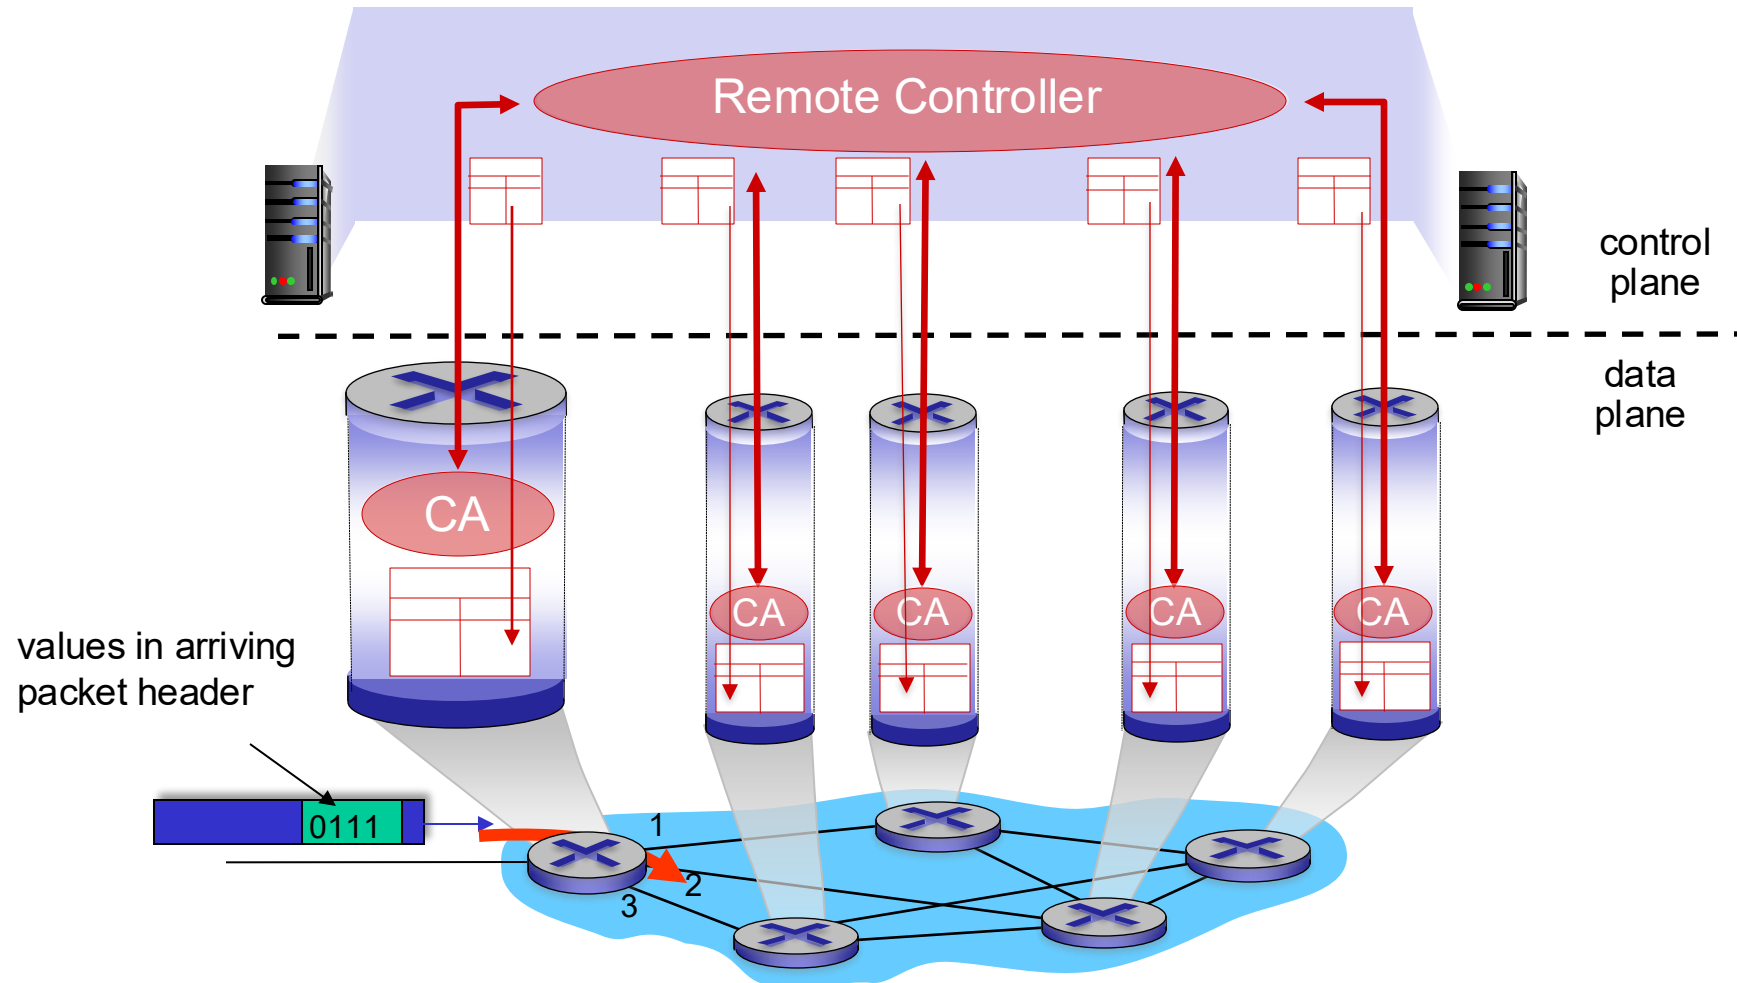 Remote Controller
control
plane
data
plane
CA
CA
CA
CA
CA
values in arriving
packet header
0111
1
2
3